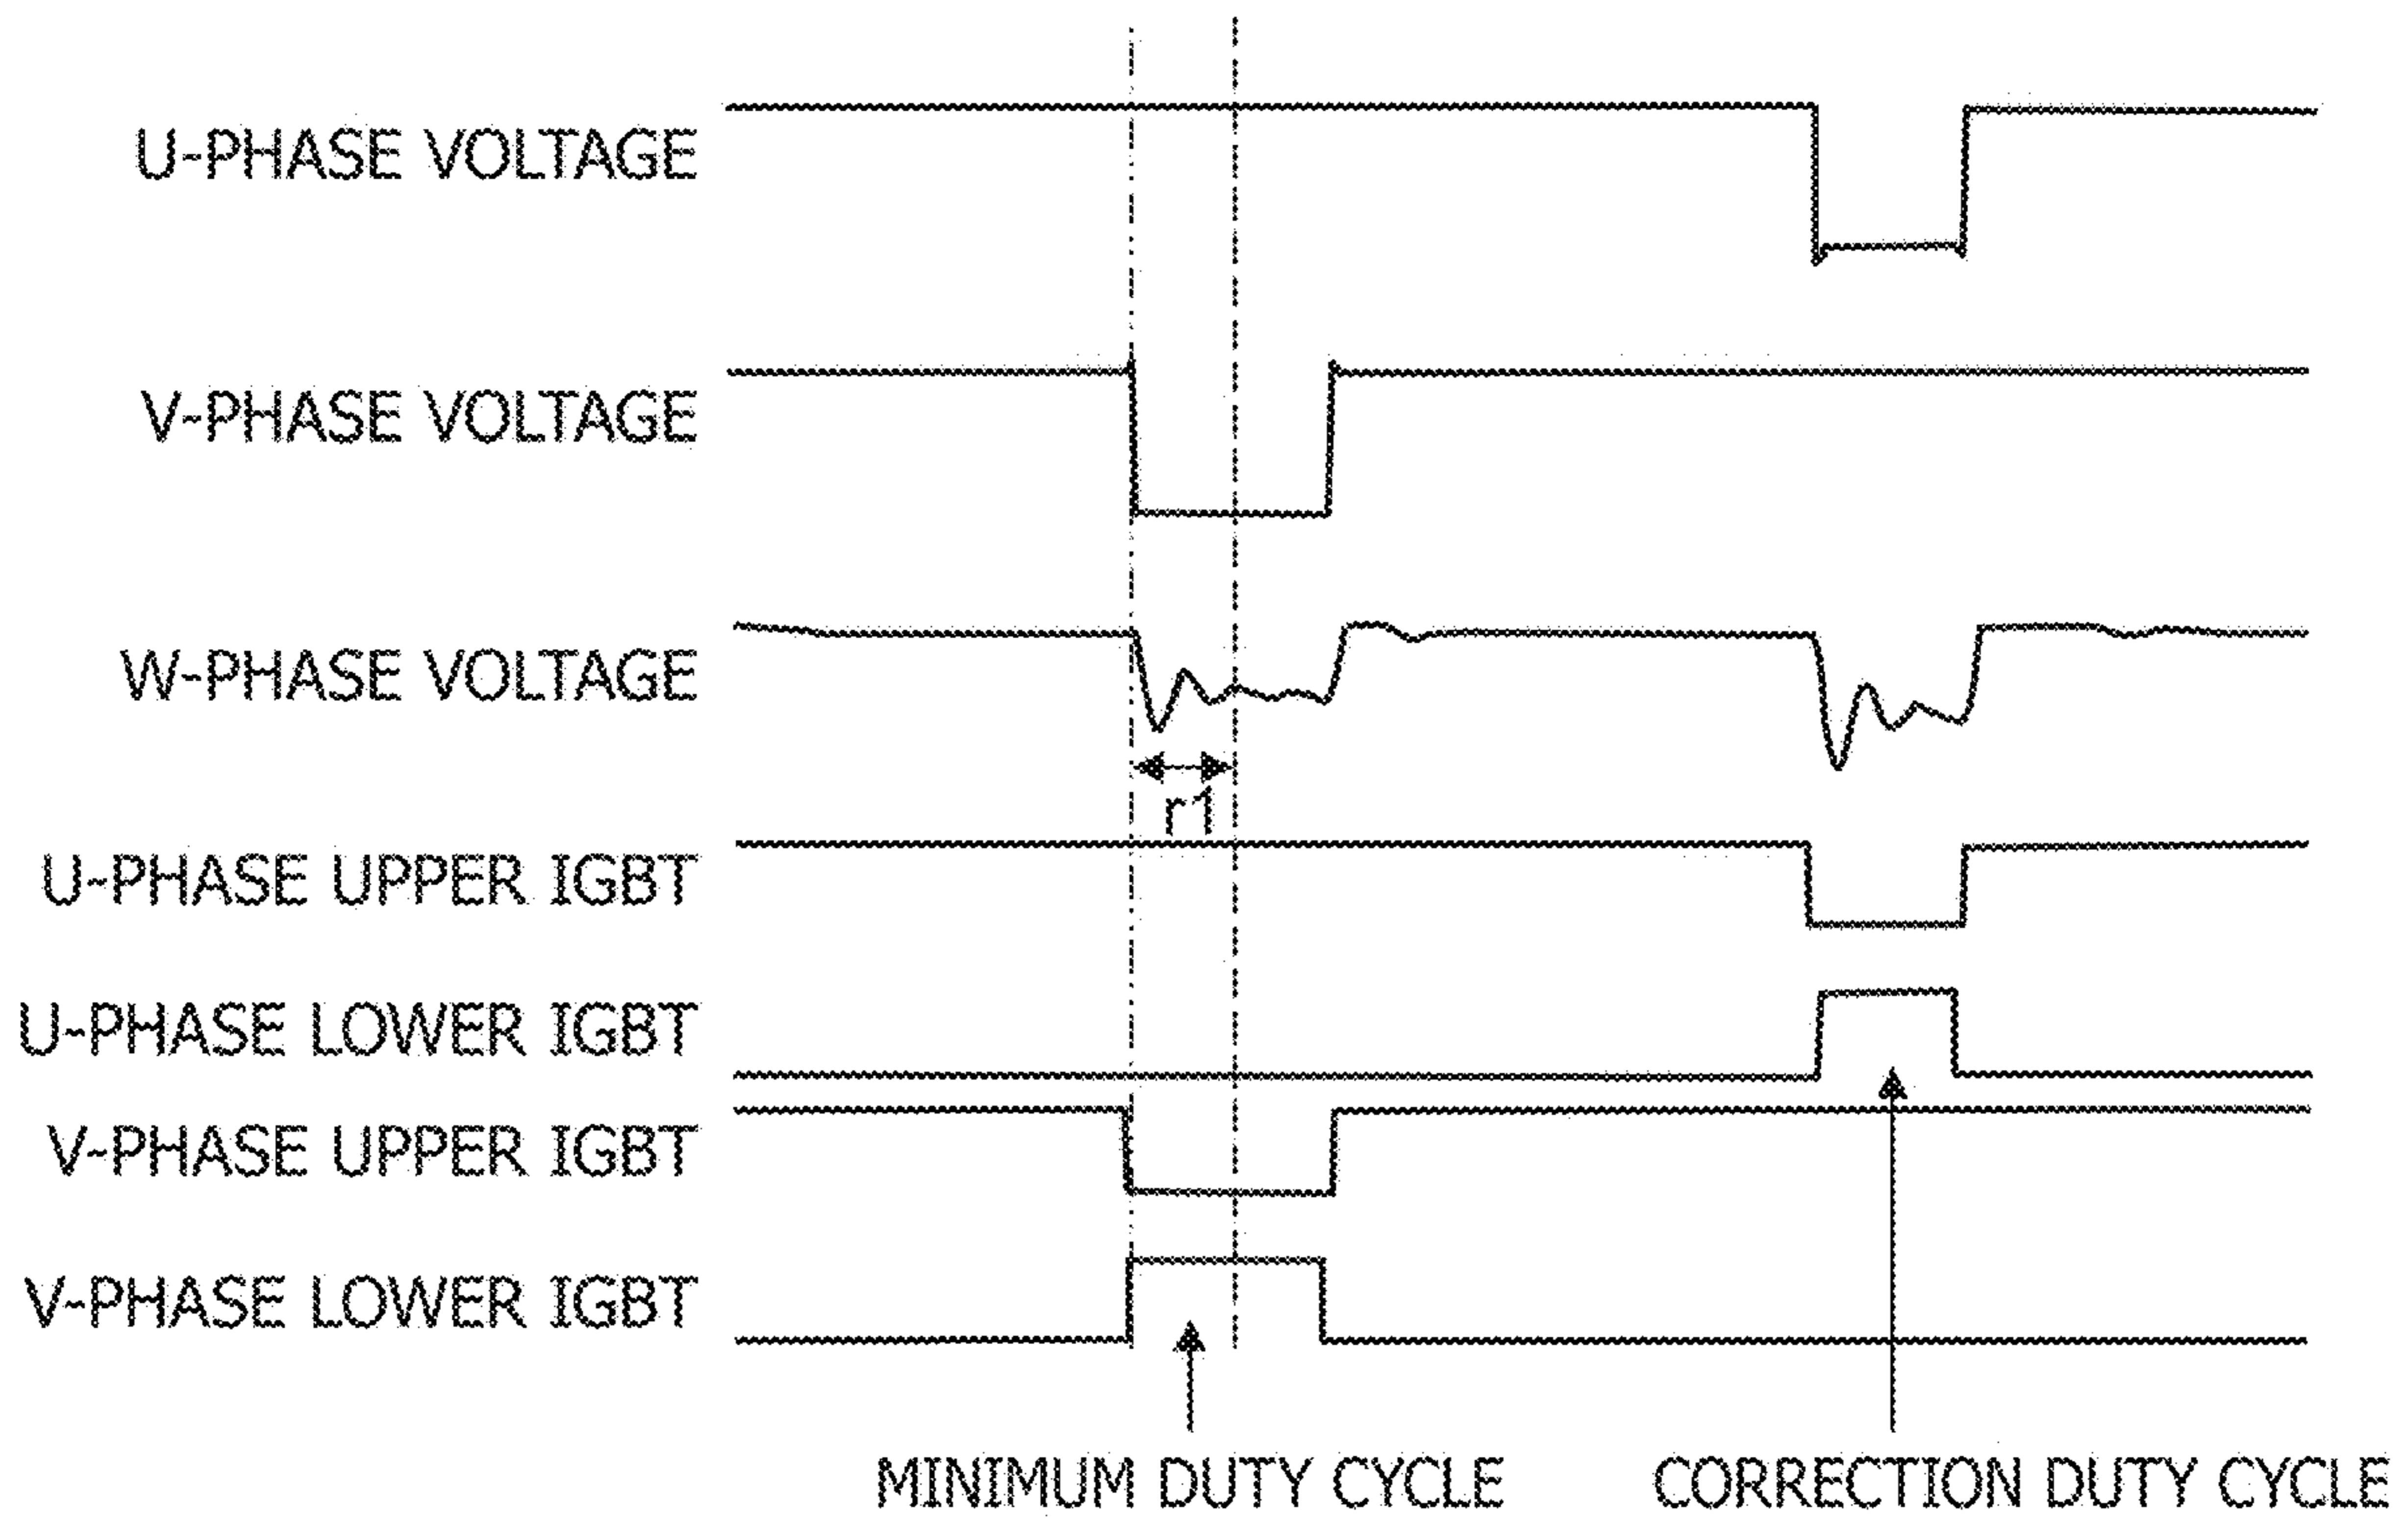 U-PHASE VOLTAGE
V-PHASE VOLTAGE
W-PHASE VOLTAGE
r1
U-PHASE UPPER IGBT
U-PHASE LOWER IGBT
V-PHASE UPPER IGBT
V-PHASE LOWER IGBT
MINIMUM DUTY CYCLE
CORRECTION DUTY CYCLE